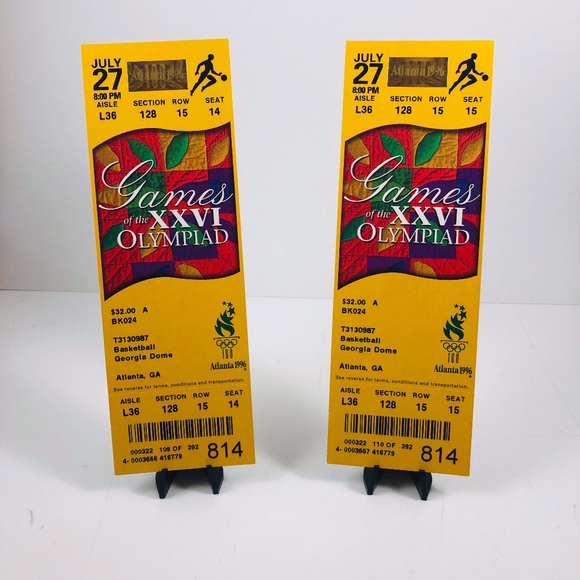 JULY
27
8:00 PM
Atlanta 1996
AISLE SECTION ROW SEAT
L36 128 15 14
Games
of the XXVI
OLYMPIAD
$32.00 A
BK024
T3130987
Basketball
Georgia Dome
Atlanta, GA
100
Atlanta 1996
See reverse for terms, conditions and transportation.
AISLE SECTION ROW SEAT
L36 128 15 14
000322 109 OF 392
4- 0003666 416779
814
JULY
27
8:00 PM
Atlanta 1996
AISLE SECTION ROW SEAT
L36 128 15 15
Games
of the XXVI
OLYMPIAD
$32.00 A
BK024
T3130987
Basketball
Georgia Dome
Atlanta, GA
100
Atlanta 1996
See reverse for terms, conditions and transportation.
AISLE SECTION ROW SEAT
L36 128 15 15
000322 110 OF 392
4- 0003667 416779
814